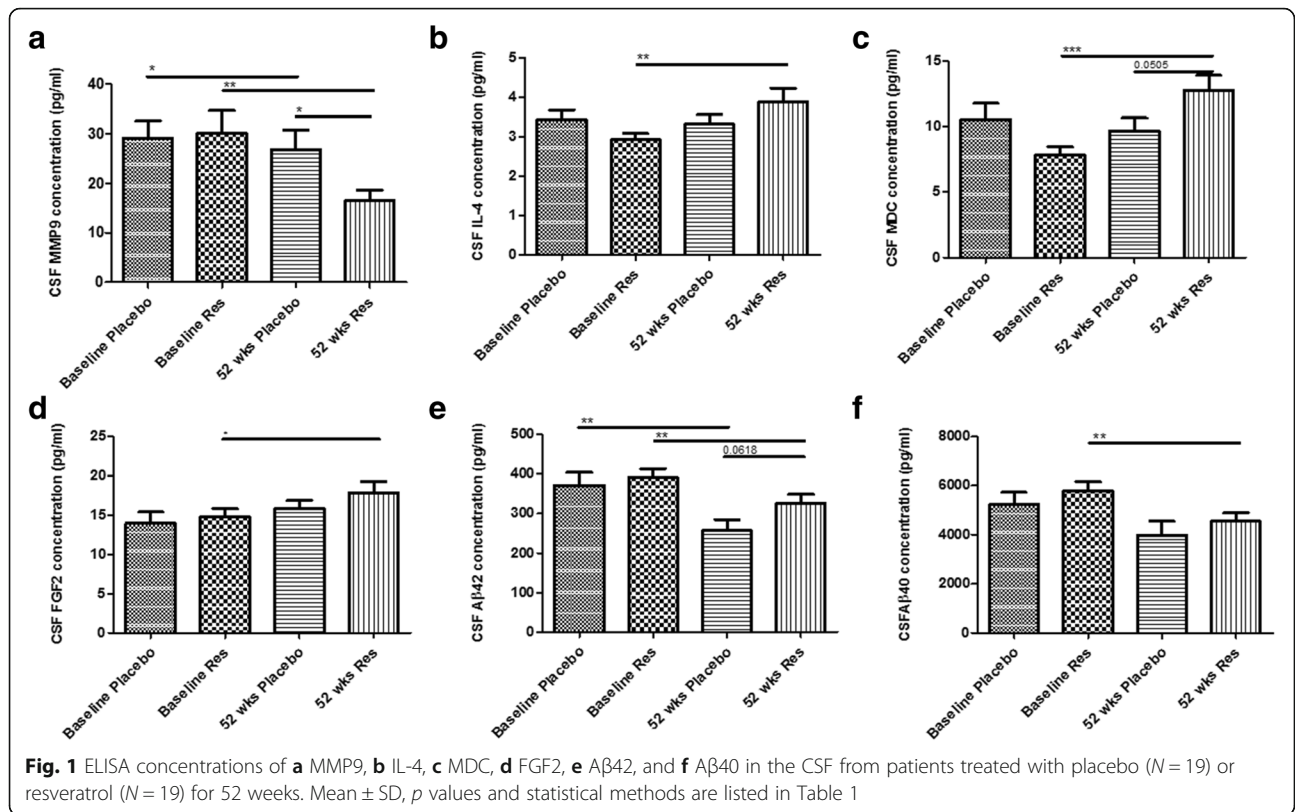 a
CSF MMP9 concentration (pg/ml)
40
30
20
10
0
*
**
*
Baseline Placebo
Baseline Res
52 wks Placebo
52 wks Res
b
CSF IL-4 concentration (pg/ml)
5
4
3
2
1
0
**
Baseline Placebo
Baseline Res
52 wks Placebo
52 wks Res
c
CSF MDC concentration (pg/ml)
15
10
5
0
***
0.0505
Baseline Placebo
Baseline Res
52 wks Placebo
52 wks Res
d
CSF FGF2 concentration (pg/ml)
25
20
15
10
5
0
*
Baseline Placebo
Baseline Res
52 wks Placebo
52 wks Res
e
CSF Aβ42 concentration (pg/ml)
500
400
300
200
100
0
**
**
0.0618
Baseline Placebo
Baseline Res
52 wks Placebo
52 wks Res
f
CSFAβ40 concentration (pg/ml)
8000
6000
4000
2000
0
**
Baseline Placebo
Baseline Res
52 wks Placebo
52 wks Res
Fig. 1 ELISA concentrations of a MMP9, b IL-4, c MDC, d FGF2, e Aβ42, and f Aβ40 in the CSF from patients treated with placebo (N = 19) or
resveratrol (N = 19) for 52 weeks. Mean ± SD, p values and statistical methods are listed in Table 1